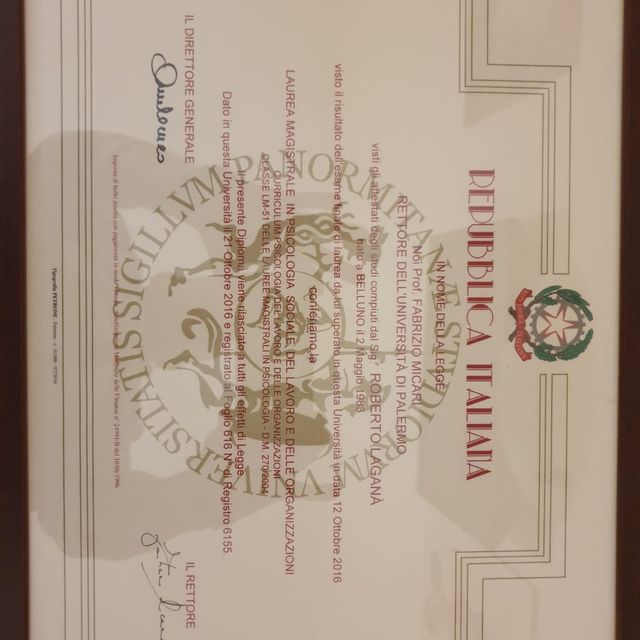 REPUBBLICA ITALIANA
IN NOME DELLA LEGGE
Noi Prof. FABRIZIO MICARI
RETTORE DELL'UNIVERSITÀ DI PALERMO
visti gli attestati degli studi compiuti dal Sig. ROBERTO LAGANÀ
nato a BELLUNO il 2 Maggio 1983
visto il risultato dell'esame finale di laurea da lui superato in questa Università in data 12 Ottobre 2016
conferiamo la
LAUREA MAGISTRALE IN PSICOLOGIA SOCIALE, DEL LAVORO E DELLE ORGANIZZAZIONI
CURRICULUM PSICOLOGIA DEL LAVORO E DELLE ORGANIZZAZIONI
CLASSE LM-51 DELLE LAUREE MAGISTRALI IN PSICOLOGIA - D.M. 270/2004
Il presente Diploma viene rilasciato a tutti gli effetti di Legge.
Dato in questa Università il 21 Ottobre 2016 e registrato al Foglio 616 N° di Registro 6155.
IL DIRETTORE GENERALE
IL RETTORE
Tipografia PETRUZZI